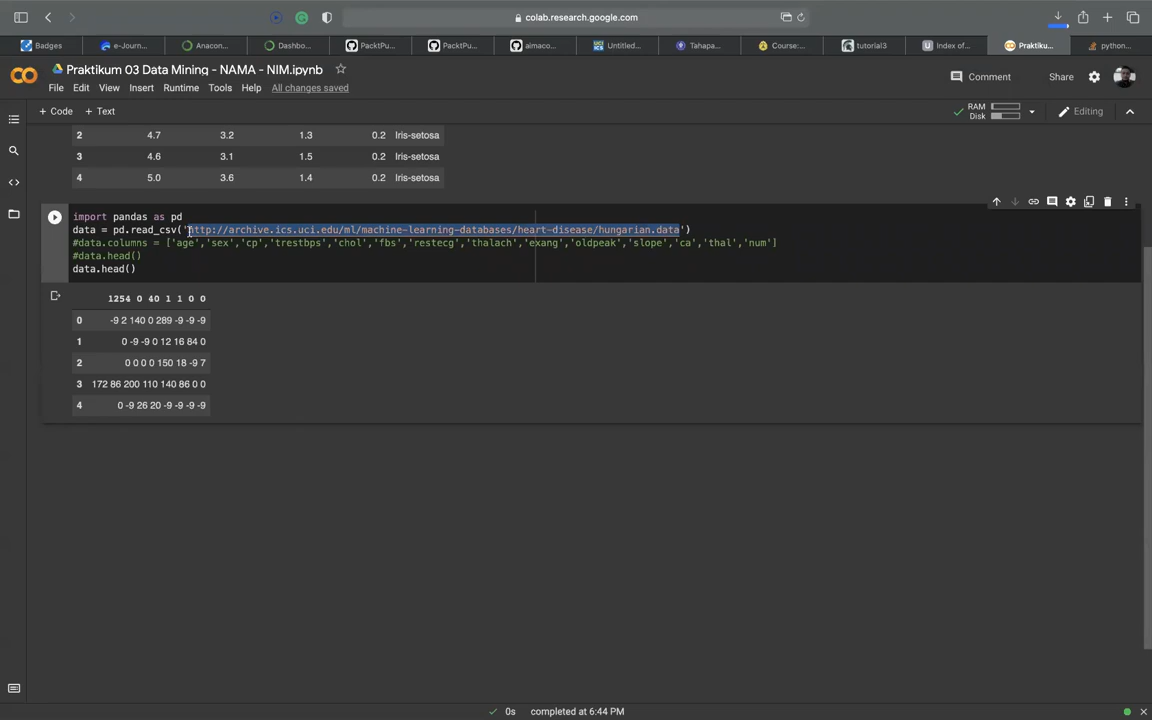 colab.research.google.com
Badges
e-Journ...
Anacon...
Dashbo...
PacktPu...
PacktPu...
aimaco...
Untitled...
Tahapa...
Course:...
tutorial3
Index of...
Praktiku...
python...
Praktikum 03 Data Mining - NAMA - NIM.ipynb
File Edit View Insert Runtime Tools Help All changes saved
Comment
Share
+ Code + Text
RAM
Disk
Editing
2 4.7 3.2 1.3 0.2 Iris-setosa
3 4.6 3.1 1.5 0.2 Iris-setosa
4 5.0 3.6 1.4 0.2 Iris-setosa
import pandas as pd
data = pd.read_csv('http://archive.ics.uci.edu/ml/machine-learning-databases/heart-disease/hungarian.data')
#data.columns = ['age','sex','cp','trestbps','chol','fbs','restecg','thalach','exang','oldpeak','slope','ca','thal','num']
#data.head()
data.head()
1254 0 40 1 1 0 0
0 -9 2 140 0 289 -9 -9 -9
1 0 -9 -9 0 12 16 84 0
2 0 0 0 0 150 18 -9 7
3 172 86 200 110 140 86 0 0
4 0 -9 26 20 -9 -9 -9 -9
0s completed at 6:44 PM